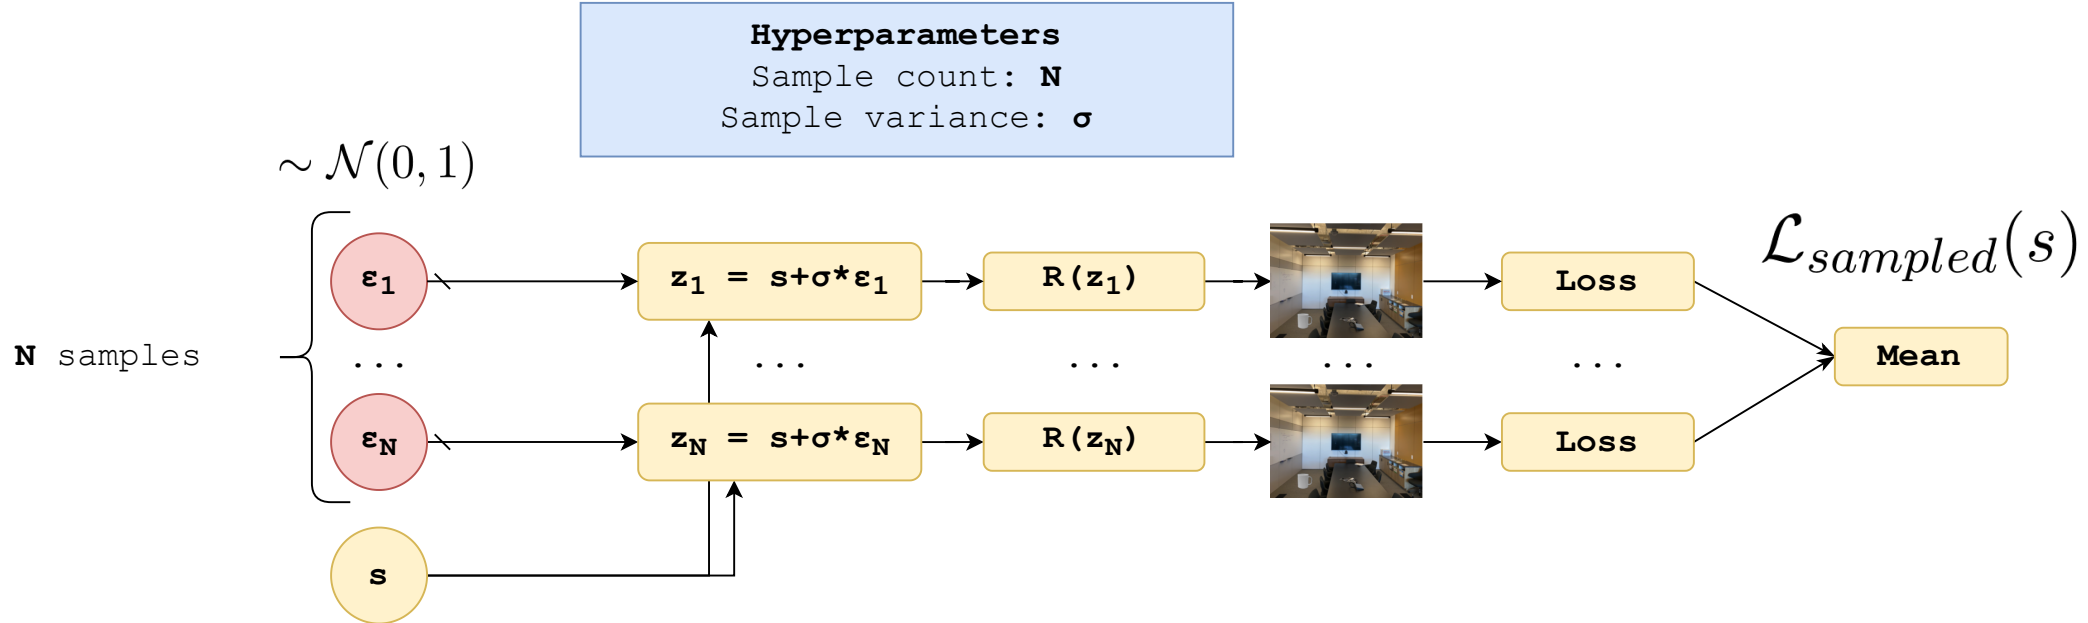 Hyperparameters
Sample count: N
Sample variance: σ
∼ 𝒩(0, 1)
ε₁
z₁ = s+σ*ε₁
R(z₁)
Loss
ℒ_sampled(s)
N samples
...
...
...
...
...
Mean
ε_N
z_N = s+σ*ε_N
R(z_N)
Loss
s